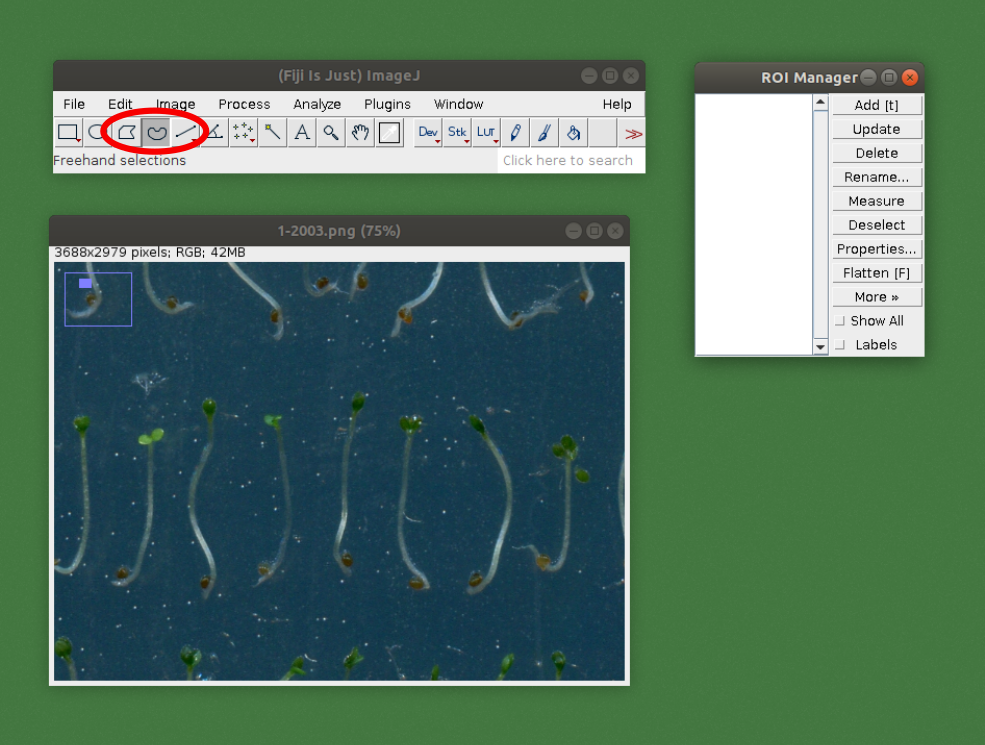 (Fiji Is Just) ImageJ
File Edit Image Process Analyze Plugins Window Help
A Dev Stk LUT ≫
Freehand selections Click here to search
ROI Manager
Add [t]
Update
Delete
Rename...
Measure
Deselect
Properties...
Flatten [F]
More »
Show All
Labels
1-2003.png (75%)
3688x2979 pixels; RGB; 42MB